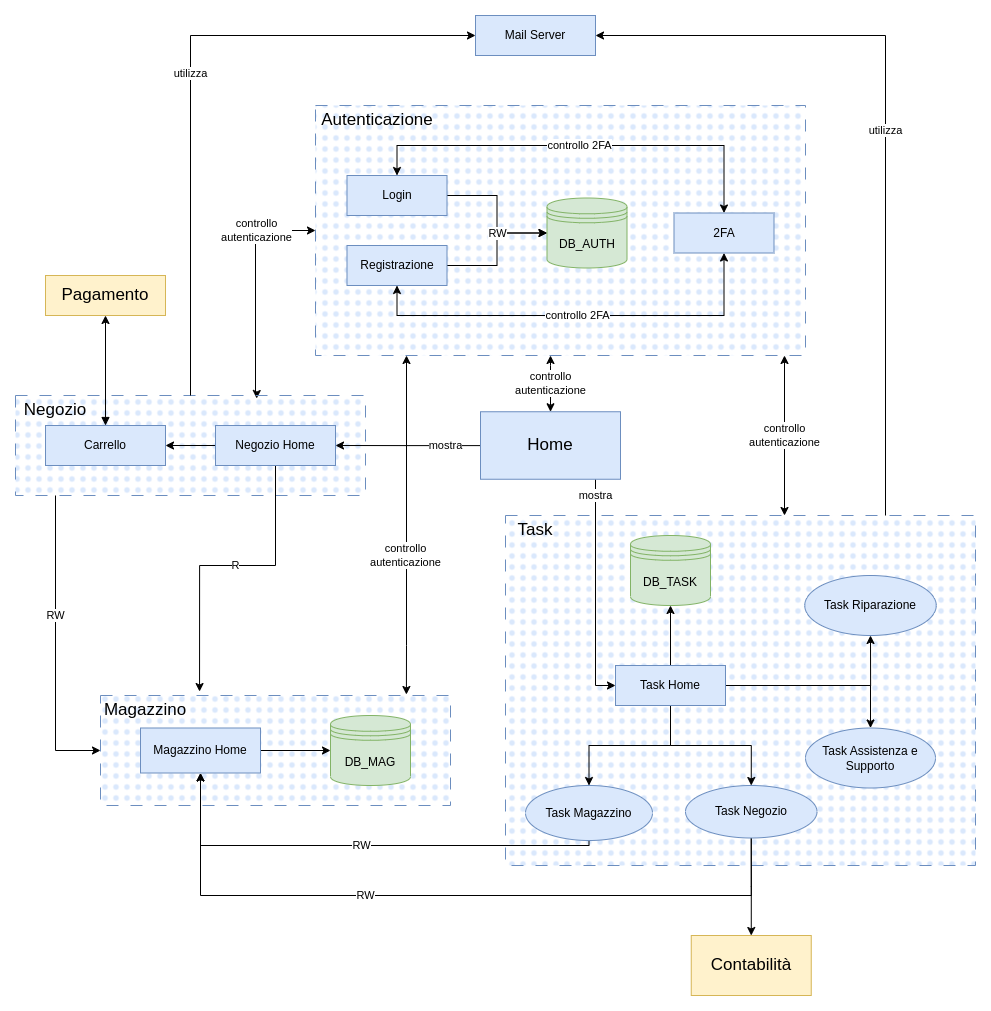 Mail Server
utilizza
utilizza
Autenticazione
controllo 2FA
Login
controllo
autenticazione
RW
DB_AUTH
2FA
Registrazione
controllo 2FA
Pagamento
controllo
autenticazione
Negozio
Carrello
Negozio Home
mostra
Home
controllo
autenticazione
mostra
Task
controllo
autenticazione
R
DB_TASK
Task Riparazione
RW
Task Home
Magazzino
Magazzino Home
DB_MAG
Task Assistenza e
Supporto
Task Magazzino
Task Negozio
RW
RW
Contabilità